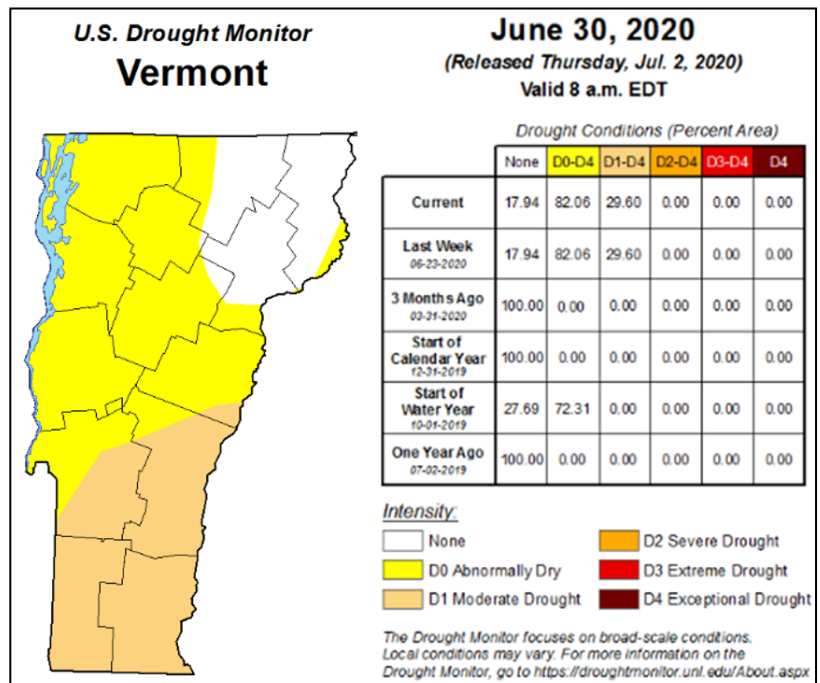 U.S. Drought Monitor
Vermont
June 30, 2020
(Released Thursday, Jul. 2, 2020)
Valid 8 a.m. EDT
Drought Conditions (Percent Area)
None D0-D4 D1-D4 D2-D4 D3-D4 D4
Current 17.94 82.06 29.60 0.00 0.00 0.00
Last Week
06-23-2020 17.94 82.06 29.60 0.00 0.00 0.00
3 Months Ago
03-31-2020 100.00 0.00 0.00 0.00 0.00 0.00
Start of
Calendar Year
12-31-2019 100.00 0.00 0.00 0.00 0.00 0.00
Start of
Water Year
10-01-2019 27.69 72.31 0.00 0.00 0.00 0.00
One Year Ago
07-02-2019 100.00 0.00 0.00 0.00 0.00 0.00
Intensity:
None
D0 Abnormally Dry
D1 Moderate Drought
D2 Severe Drought
D3 Extreme Drought
D4 Exceptional Drought
The Drought Monitor focuses on broad-scale conditions.
Local conditions may vary. For more information on the
Drought Monitor, go to https://droughtmonitor.unl.edu/About.aspx